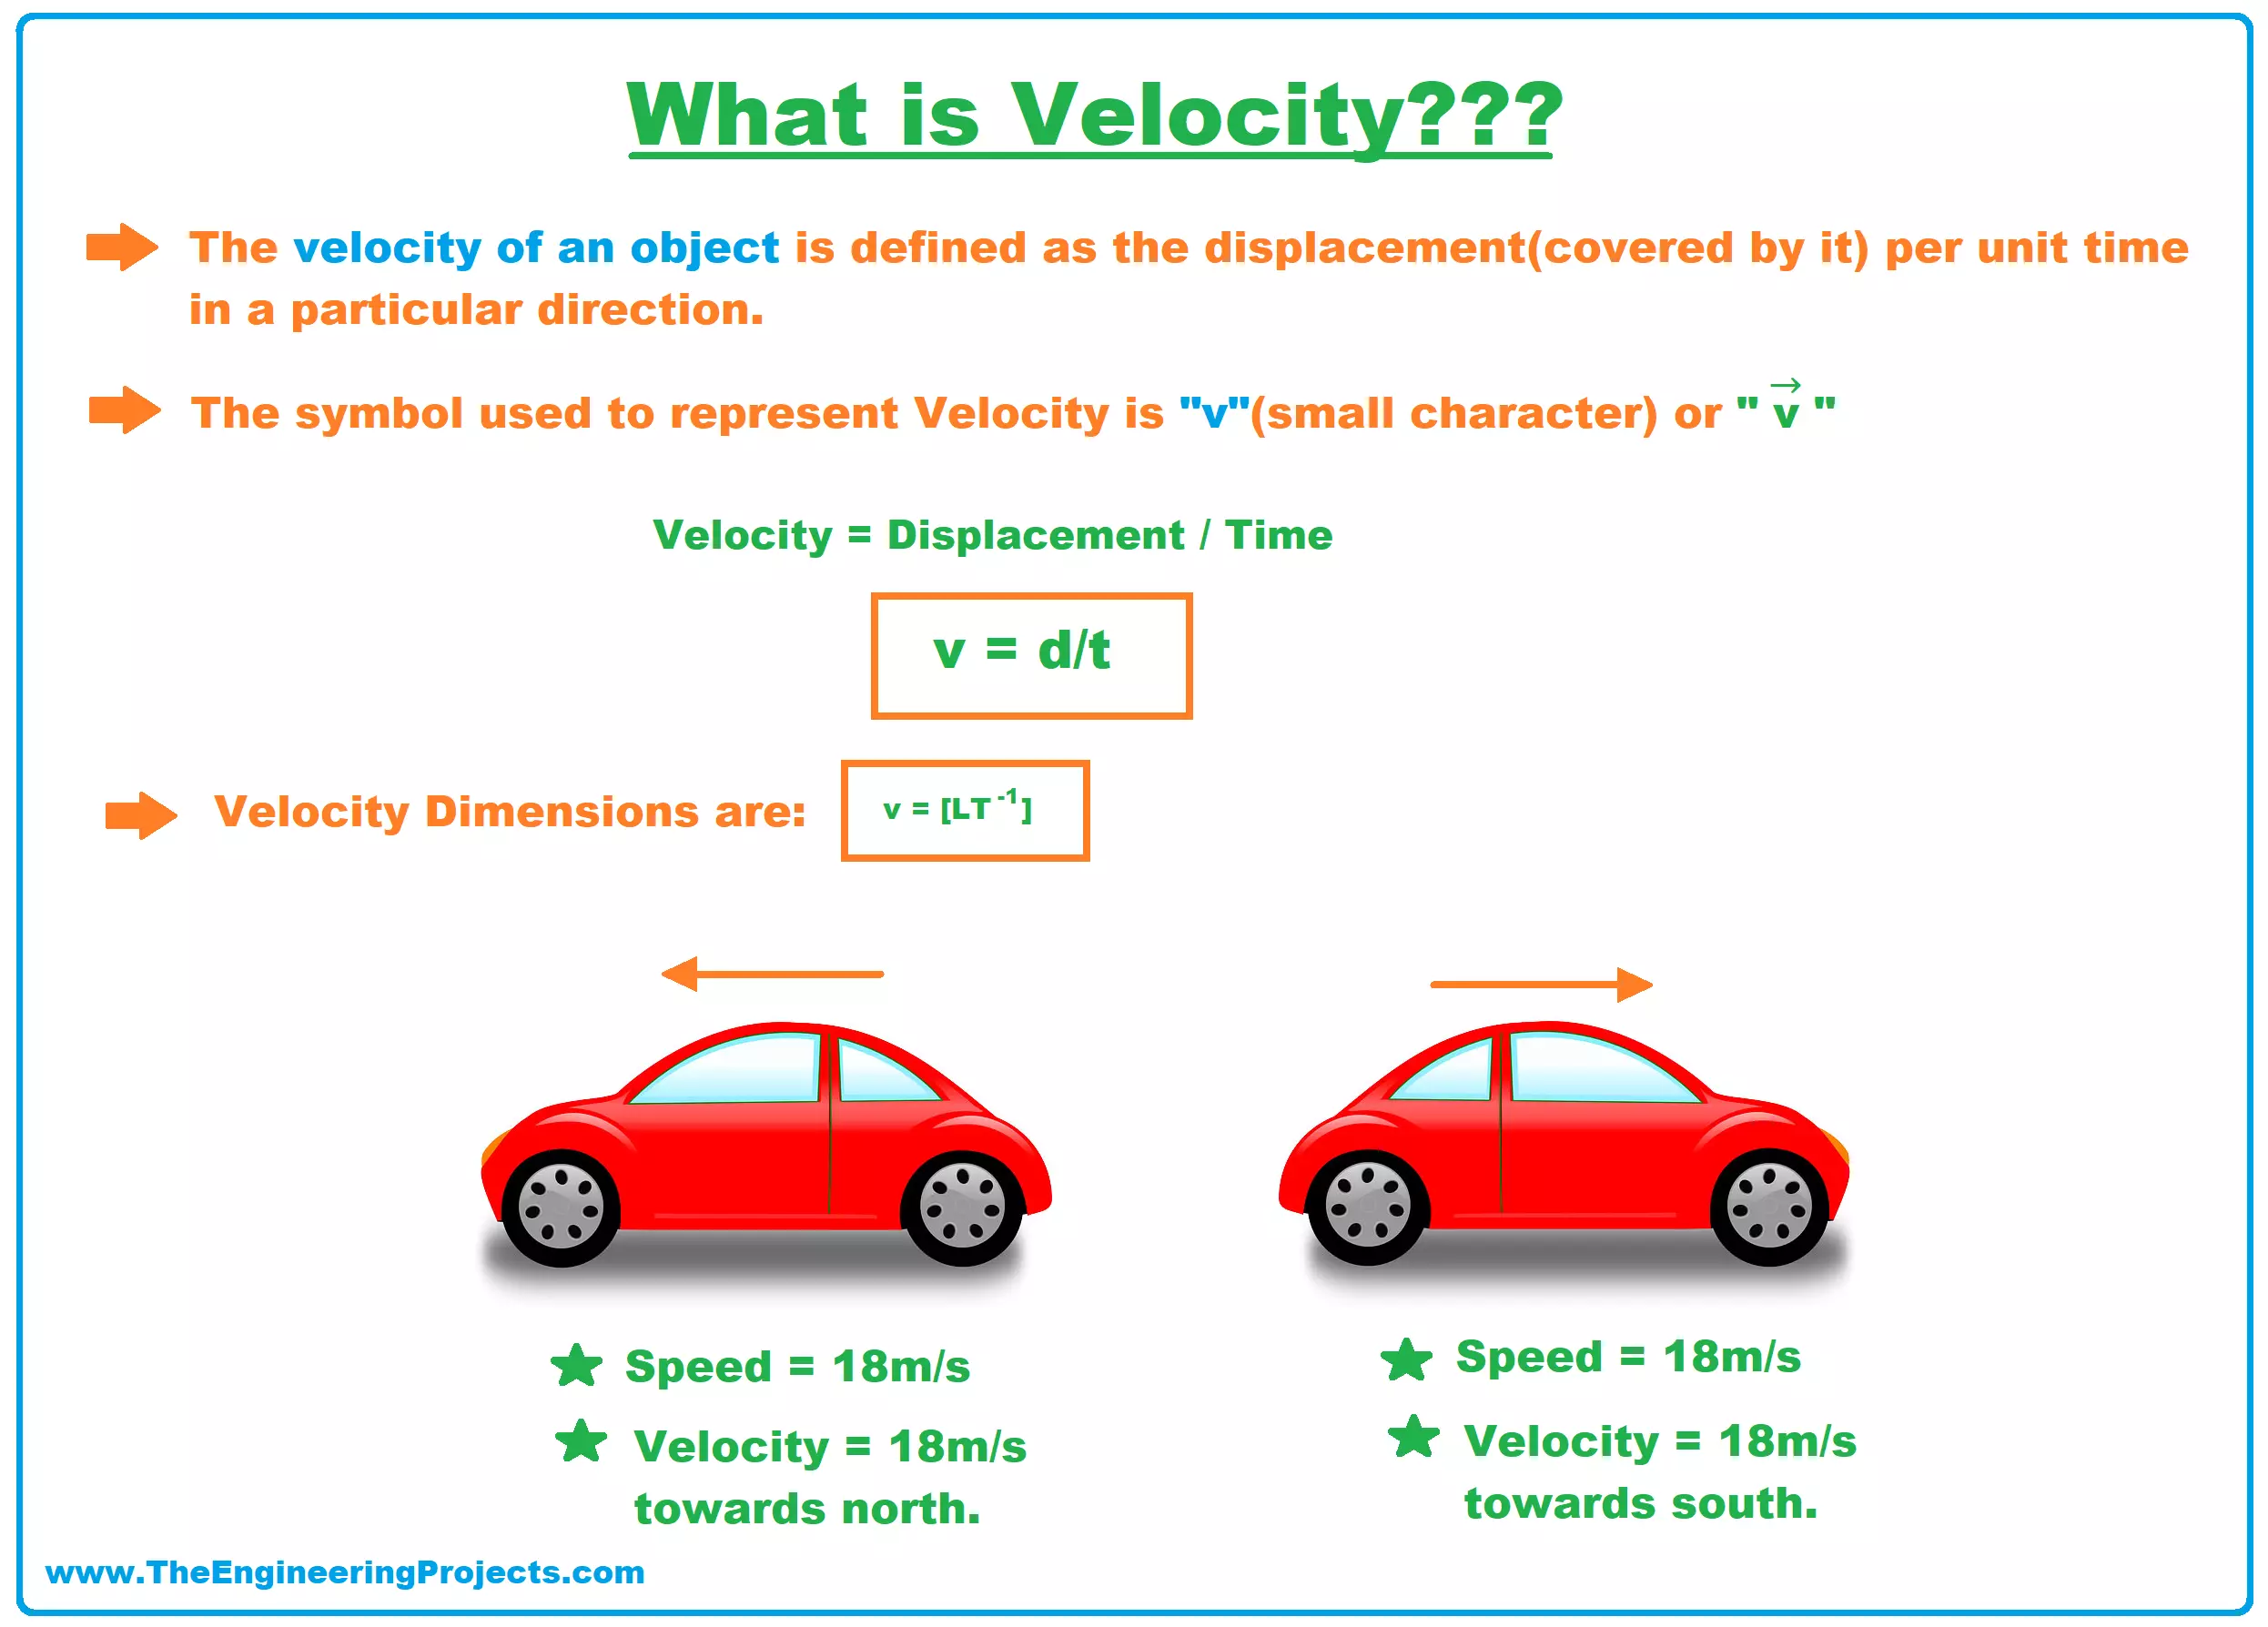 What is Velocity???
The velocity of an object is defined as the displacement(covered by it) per unit time
in a particular direction.
The symbol used to represent Velocity is "v"(small character) or " v⃗ "
Velocity = Displacement / Time
v = d/t
Velocity Dimensions are:
v = [LT⁻¹]
Speed = 18m/s
Velocity = 18m/s
towards north.
Speed = 18m/s
Velocity = 18m/s
towards south.
www.TheEngineeringProjects.com